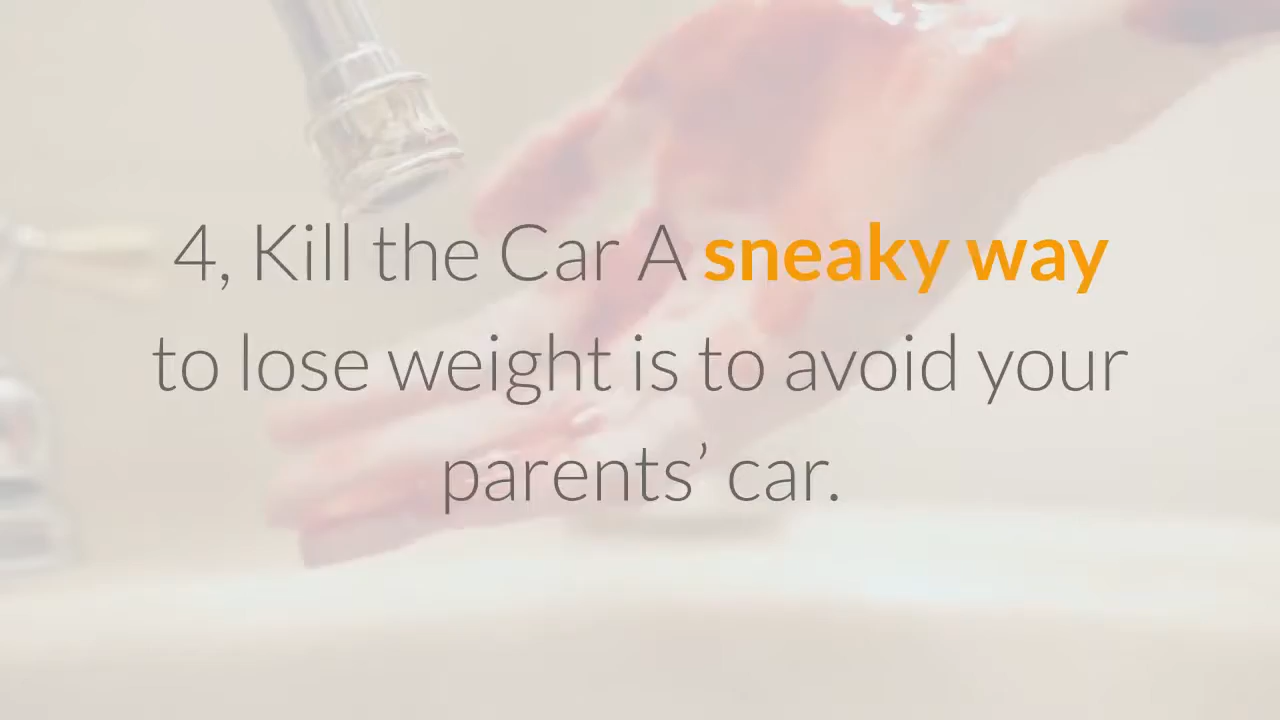 4, Kill the Car A sneaky way
to lose weight is to avoid your
parents’ car.